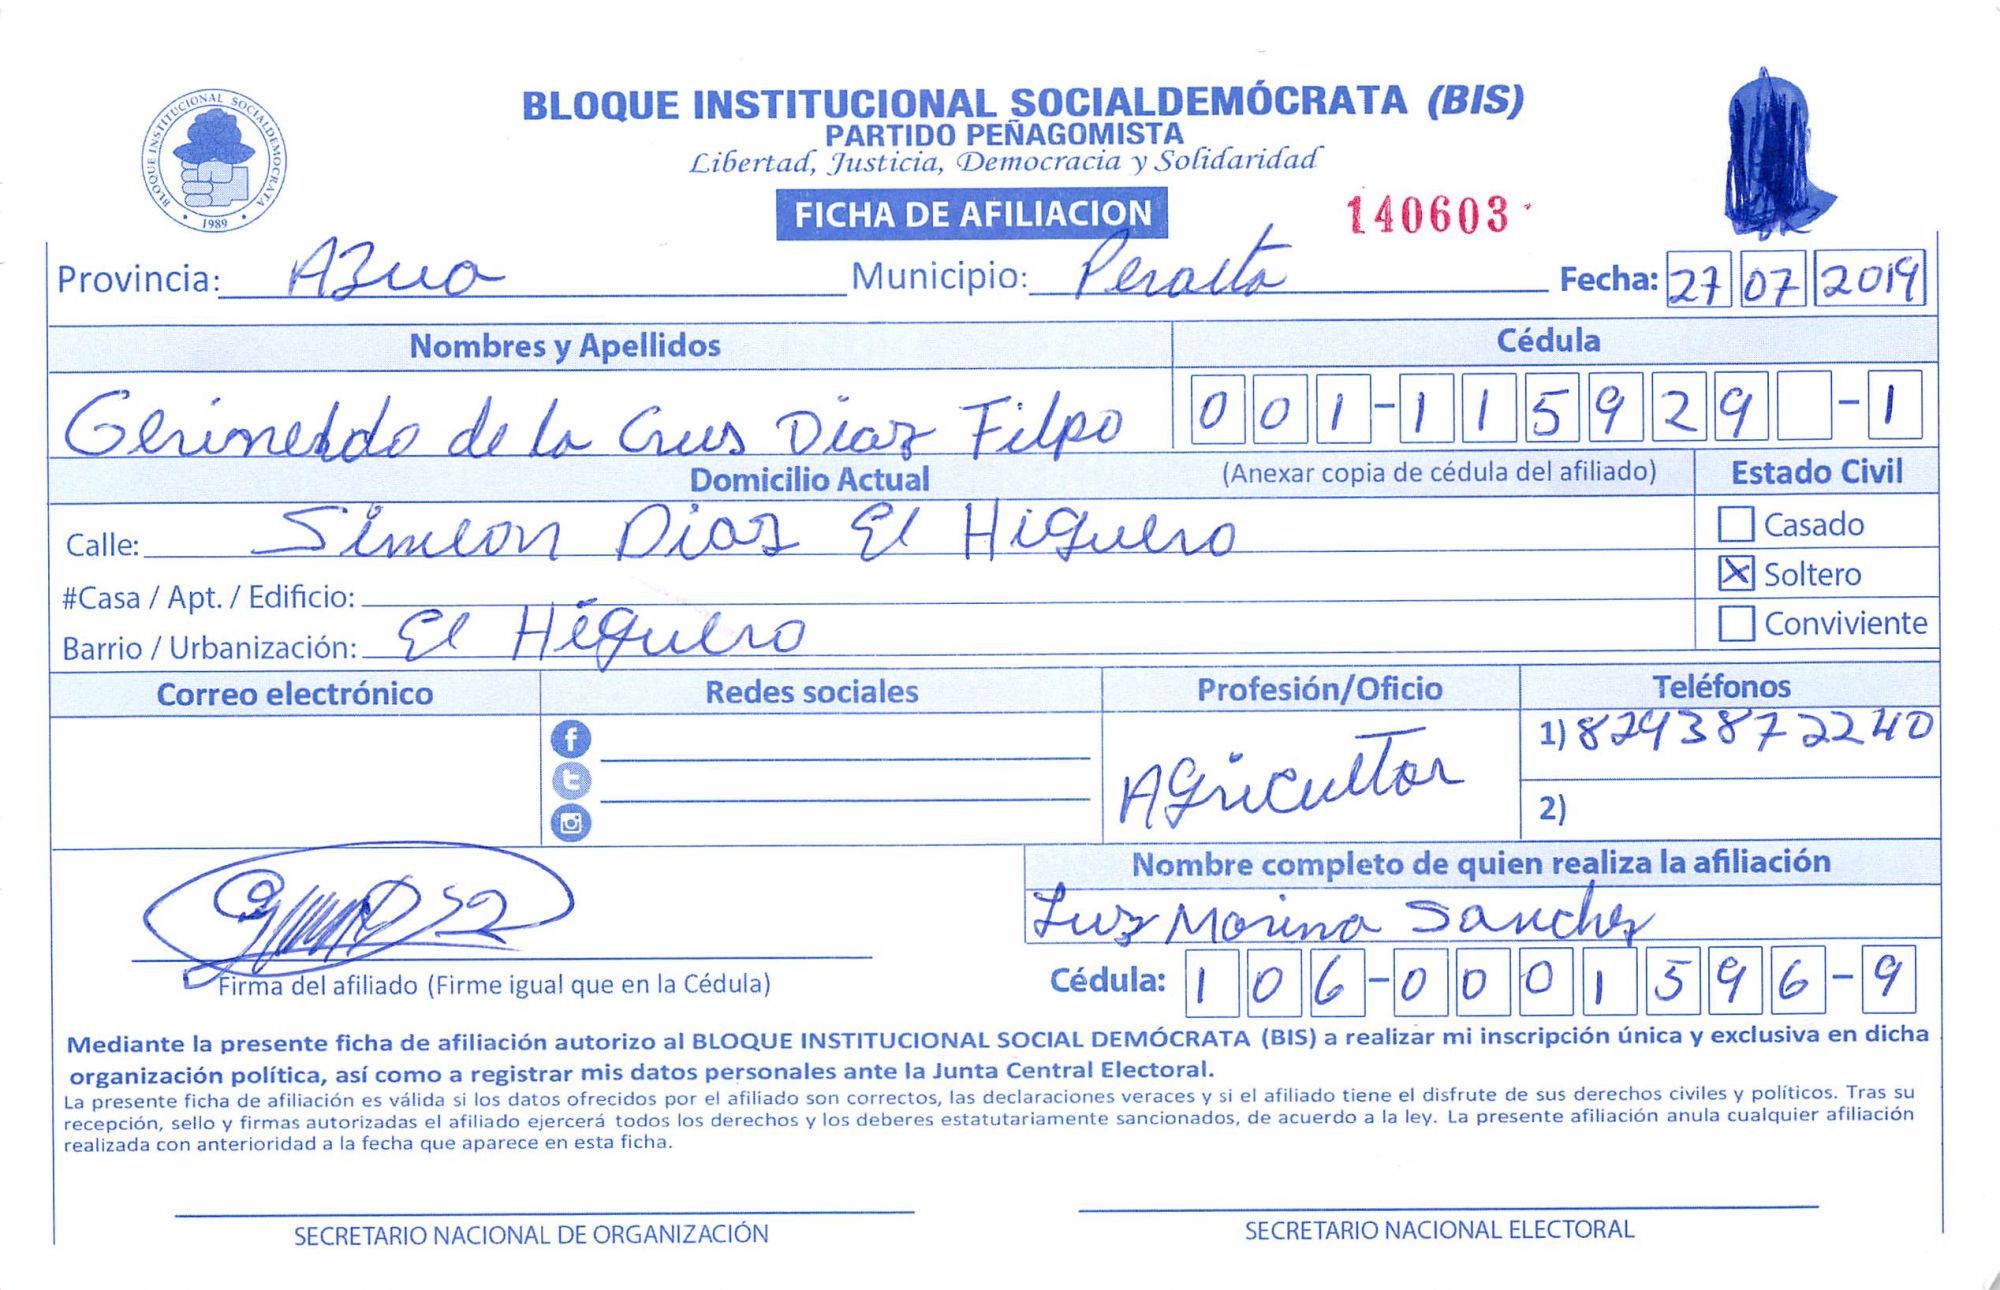 BLOQUE INSTITUCIONAL SOCIALDEMOCRATA
1989
BLOQUE INSTITUCIONAL SOCIALDEMÓCRATA (BIS)
PARTIDO PEÑAGOMISTA
Libertad, Justicia, Democracia y Solidaridad
FICHA DE AFILIACION 140603
Provincia: Azua Municipio: Peralta Fecha: 27 07 2019
Nombres y Apellidos Cédula
Gerineldo de la Crus Diaz Filpo 001-115929 -1
Domicilio Actual (Anexar copia de cédula del afiliado) Estado Civil
Calle: Simeon Diaz El Higuero Casado
#Casa / Apt. / Edificio: X Soltero
Barrio / Urbanización: El Higuero Conviviente
Correo electrónico Redes sociales Profesión/Oficio Teléfonos
Agricultor 1) 8293872240
2)
Nombre completo de quien realiza la afiliación
Luz Morina Sanchez
Firma del afiliado (Firme igual que en la Cédula) Cédula: 106-0001596-9
Mediante la presente ficha de afiliación autorizo al BLOQUE INSTITUCIONAL SOCIAL DEMÓCRATA (BIS) a realizar mi inscripción única y exclusiva en dicha
organización política, así como a registrar mis datos personales ante la Junta Central Electoral.
La presente ficha de afiliación es válida si los datos ofrecidos por el afiliado son correctos, las declaraciones veraces y si el afiliado tiene el disfrute de sus derechos civiles y políticos. Tras su
recepción, sello y firmas autorizadas el afiliado ejercerá todos los derechos y los deberes estatutariamente sancionados, de acuerdo a la ley. La presente afiliación anula cualquier afiliación
realizada con anterioridad a la fecha que aparece en esta ficha.
SECRETARIO NACIONAL DE ORGANIZACIÓN SECRETARIO NACIONAL ELECTORAL